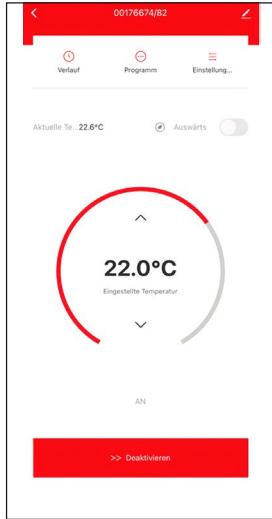 00176674/82
Verlauf Programm Einstellung...
Aktuelle Te...22.6°C Auswärts
22.0°C
Eingestellte Temperatur
AN
>> Deaktivieren